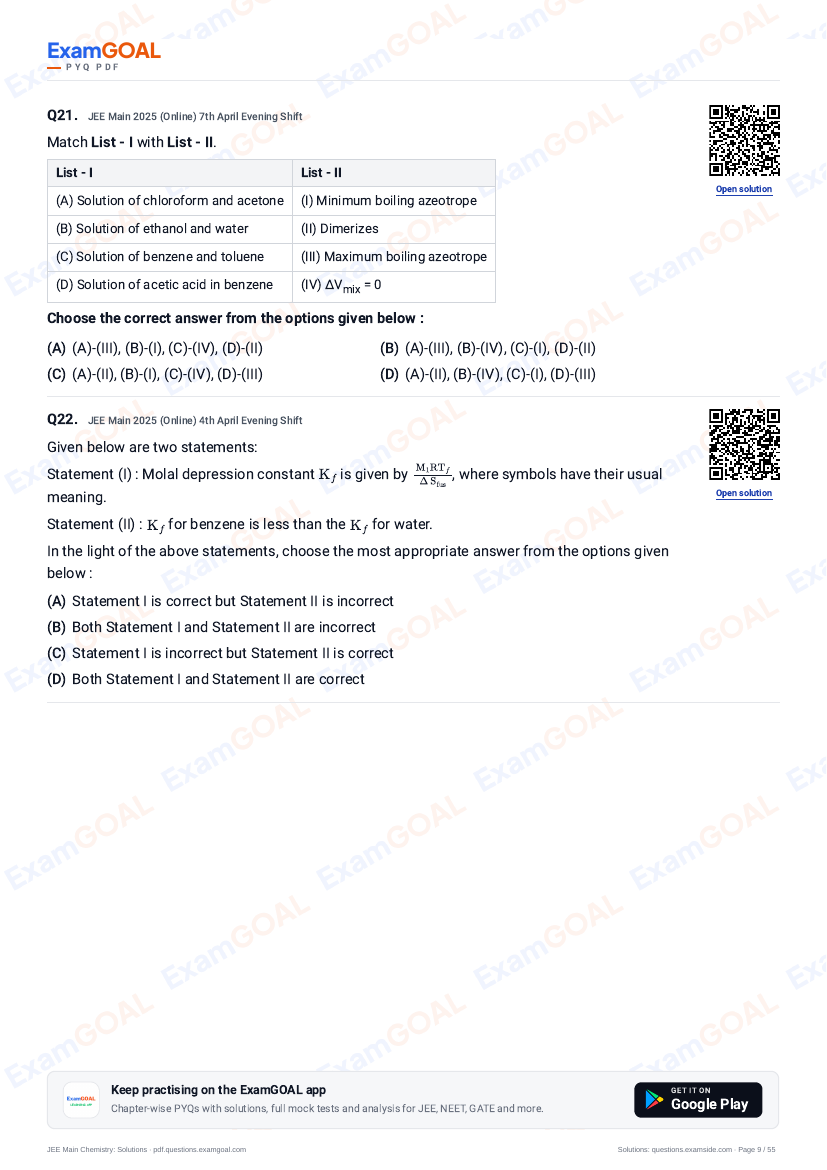 ExamGOAL
PYQ PDF
Q21. JEE Main 2025 (Online) 7th April Evening Shift
Match List - I with List - II.
List - I List - II
(A) Solution of chloroform and acetone (I) Minimum boiling azeotrope
(B) Solution of ethanol and water (II) Dimerizes
(C) Solution of benzene and toluene (III) Maximum boiling azeotrope
(D) Solution of acetic acid in benzene (IV) ΔV_mix = 0
Open solution
Choose the correct answer from the options given below :
(A) (A)-(III), (B)-(I), (C)-(IV), (D)-(II) (B) (A)-(III), (B)-(IV), (C)-(I), (D)-(II)
(C) (A)-(II), (B)-(I), (C)-(IV), (D)-(III) (D) (A)-(II), (B)-(IV), (C)-(I), (D)-(III)
Q22. JEE Main 2025 (Online) 4th April Evening Shift
Given below are two statements:
Statement (I) : Molal depression constant K_f is given by M₁RT_f / ΔS_fus, where symbols have their usual
meaning.
Open solution
Statement (II) : K_f for benzene is less than the K_f for water.
In the light of the above statements, choose the most appropriate answer from the options given
below :
(A) Statement I is correct but Statement II is incorrect
(B) Both Statement I and Statement II are incorrect
(C) Statement I is incorrect but Statement II is correct
(D) Both Statement I and Statement II are correct
Keep practising on the ExamGOAL app
Chapter-wise PYQs with solutions, full mock tests and analysis for JEE, NEET, GATE and more.
GET IT ON
Google Play
JEE Main Chemistry: Solutions · pdf.questions.examgoal.com Solutions: questions.examside.com · Page 9 / 55